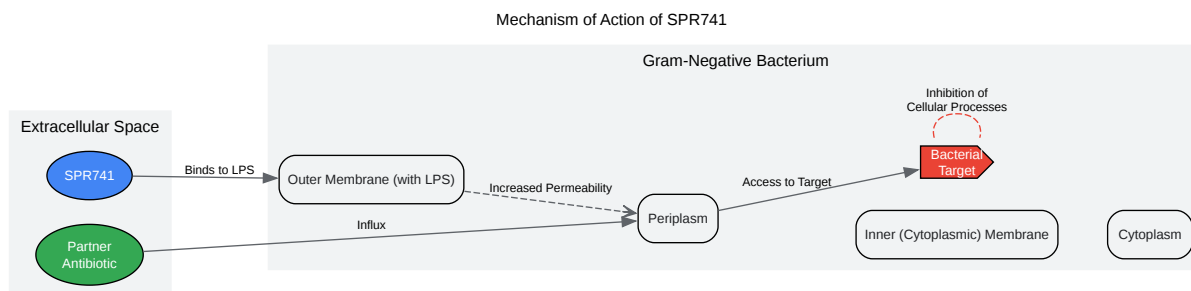 Mechanism of Action of SPR741
Gram-Negative Bacterium
Extracellular Space
SPR741
Partner
Antibiotic
Binds to LPS
Influx
Outer Membrane (with LPS)
Increased Permeability
Periplasm
Access to Target
Inhibition of
Cellular Processes
Bacterial
Target
Inner (Cytoplasmic) Membrane
Cytoplasm